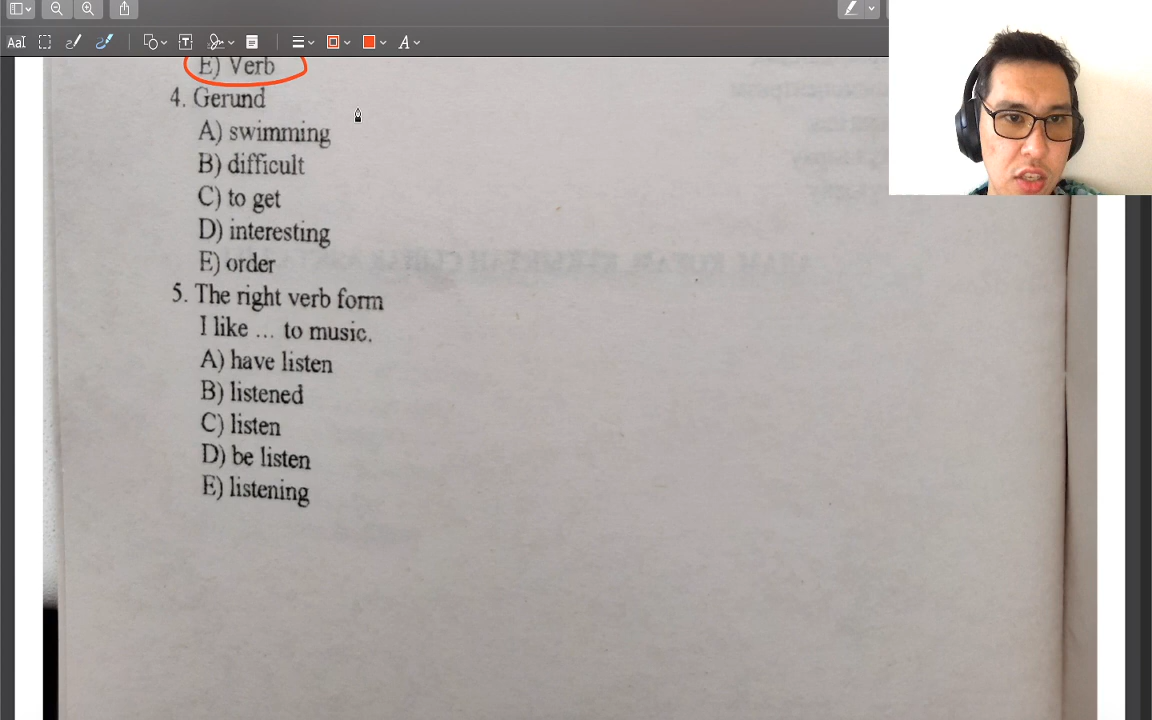 E) Verb
4. Gerund
A) swimming
B) difficult
C) to get
D) interesting
E) order
5. The right verb form
I like ... to music.
A) have listen
B) listened
C) listen
D) be listen
E) listening